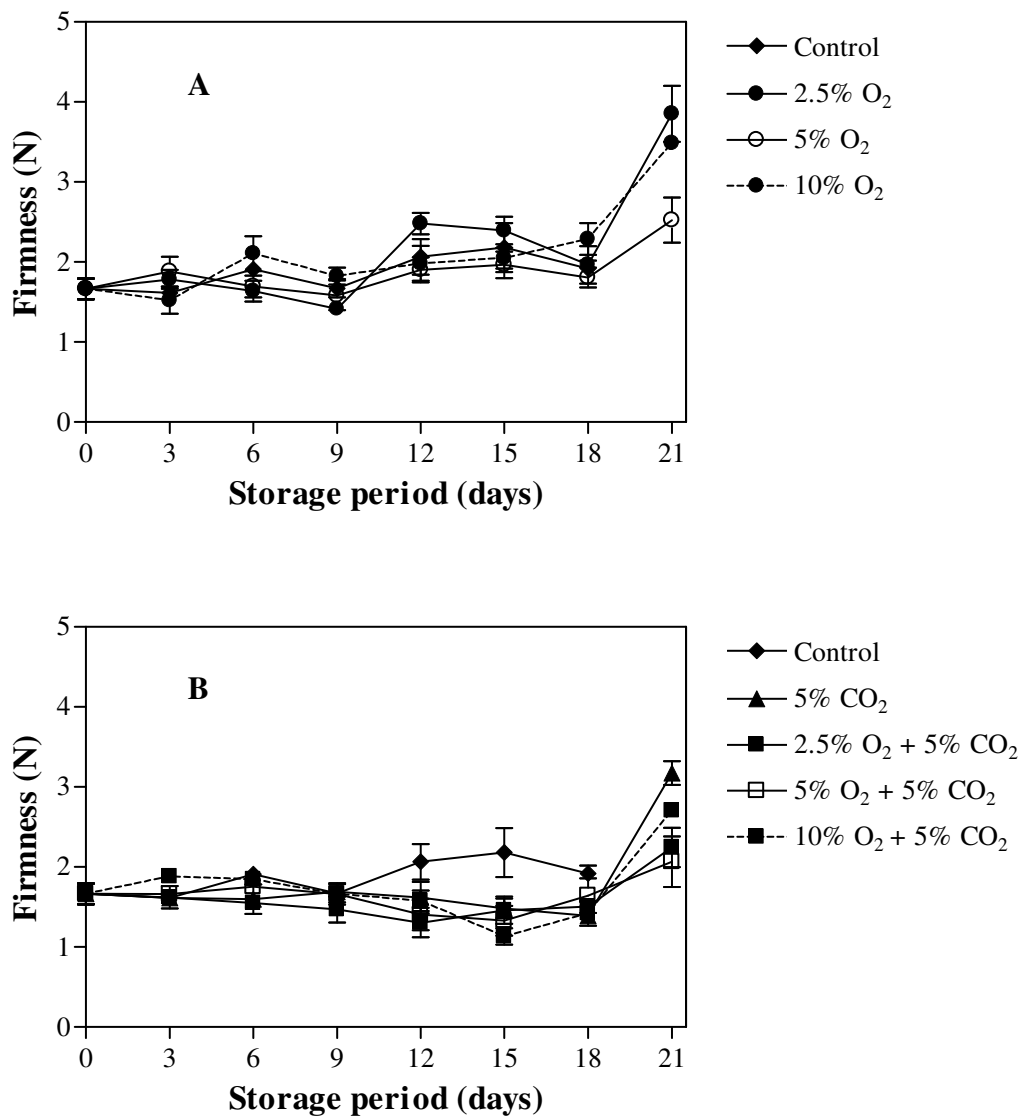 5
4
3
2
1
0
Firmness (N)
A
0 3 6 9 12 15 18 21
Storage period (days)
Control
2.5% O₂
5% O₂
10% O₂
5
4
3
2
1
0
Firmness (N)
B
0 3 6 9 12 15 18 21
Storage period (days)
Control
5% CO₂
2.5% O₂ + 5% CO₂
5% O₂ + 5% CO₂
10% O₂ + 5% CO₂